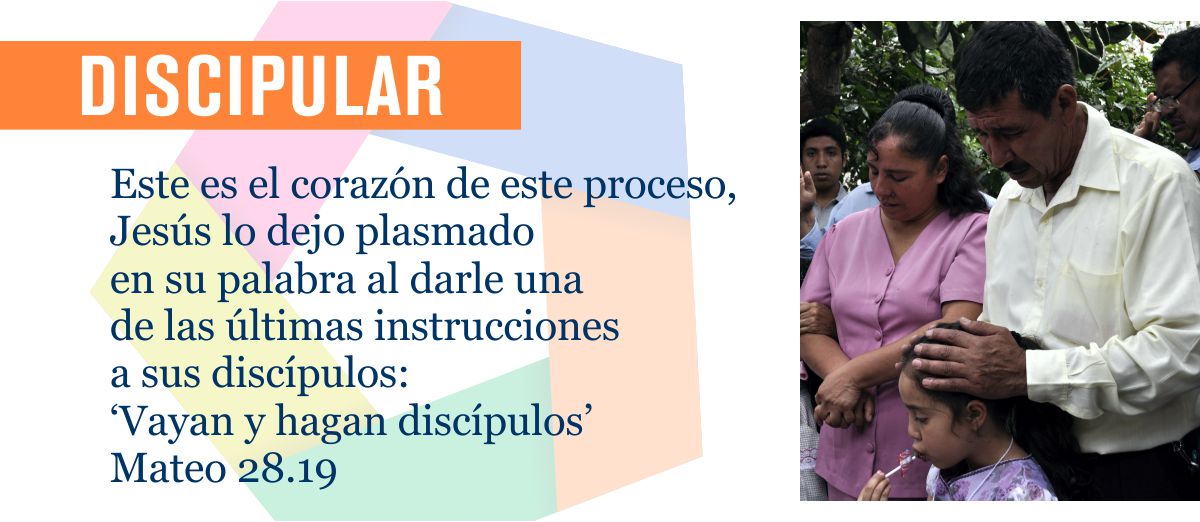 DISCIPULAR
Este es el corazón de este proceso,
Jesús lo dejo plasmado
en su palabra al darle una
de las últimas instrucciones
a sus discípulos:
‘Vayan y hagan discípulos’
Mateo 28.19